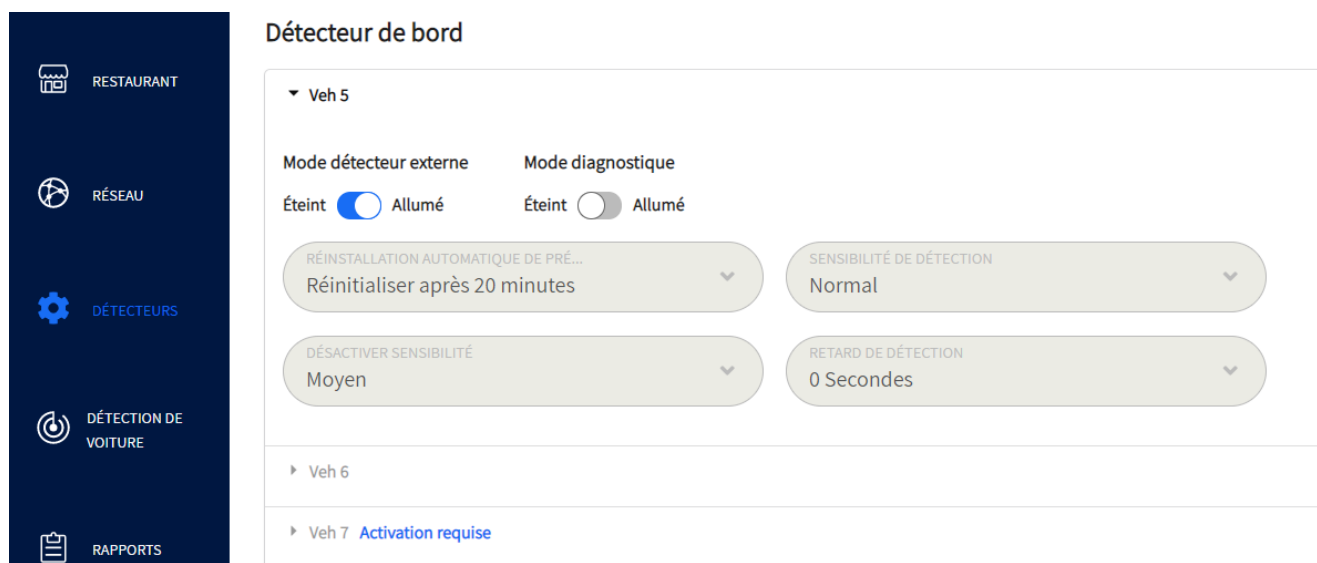 Détecteur de bord
RESTAURANT
RÉSEAU
DÉTECTEURS
DÉTECTION DE
VOITURE
RAPPORTS
Veh 5
Mode détecteur externe Mode diagnostique
Éteint Allumé Éteint Allumé
RÉINSTALLATION AUTOMATIQUE DE PRÉ...
Réinitialiser après 20 minutes
SENSIBILITÉ DE DÉTECTION
Normal
DÉSACTIVER SENSIBILITÉ
Moyen
RETARD DE DÉTECTION
0 Secondes
Veh 6
Veh 7 Activation requise